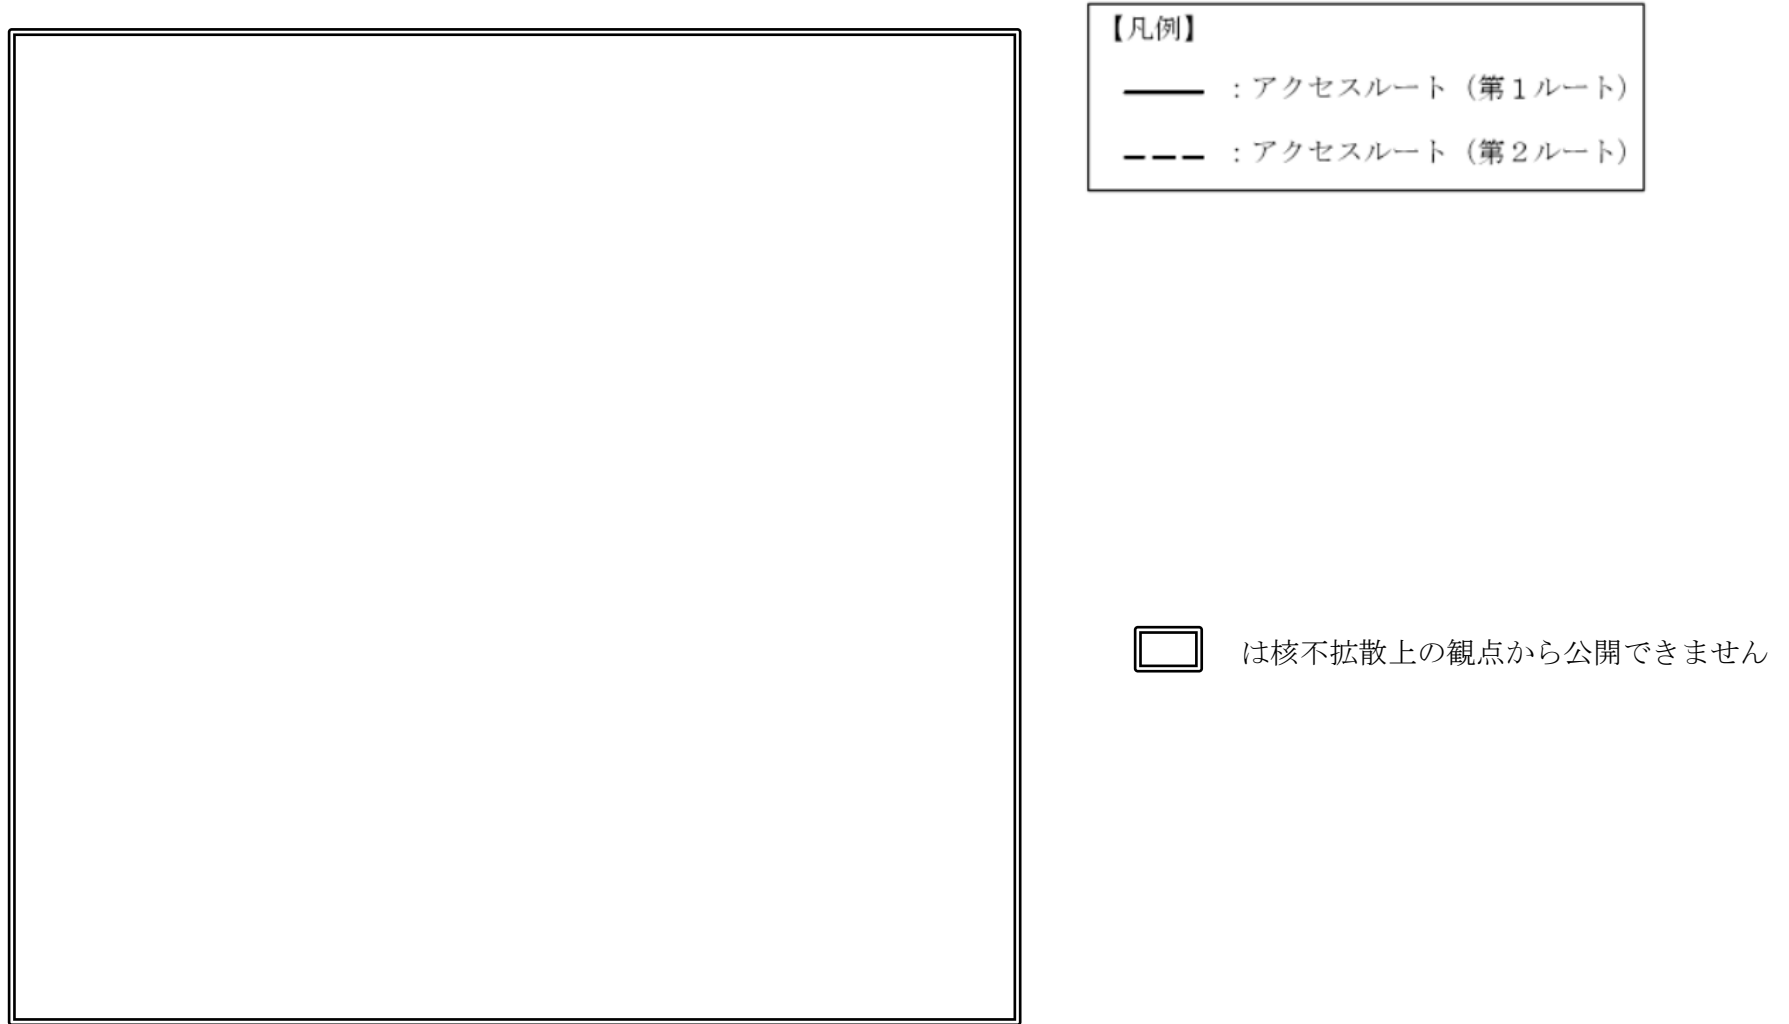 【凡例】
：アクセスルート（第１ルート）
：アクセスルート（第２ルート）
は核不拡散上の観点から公開できません